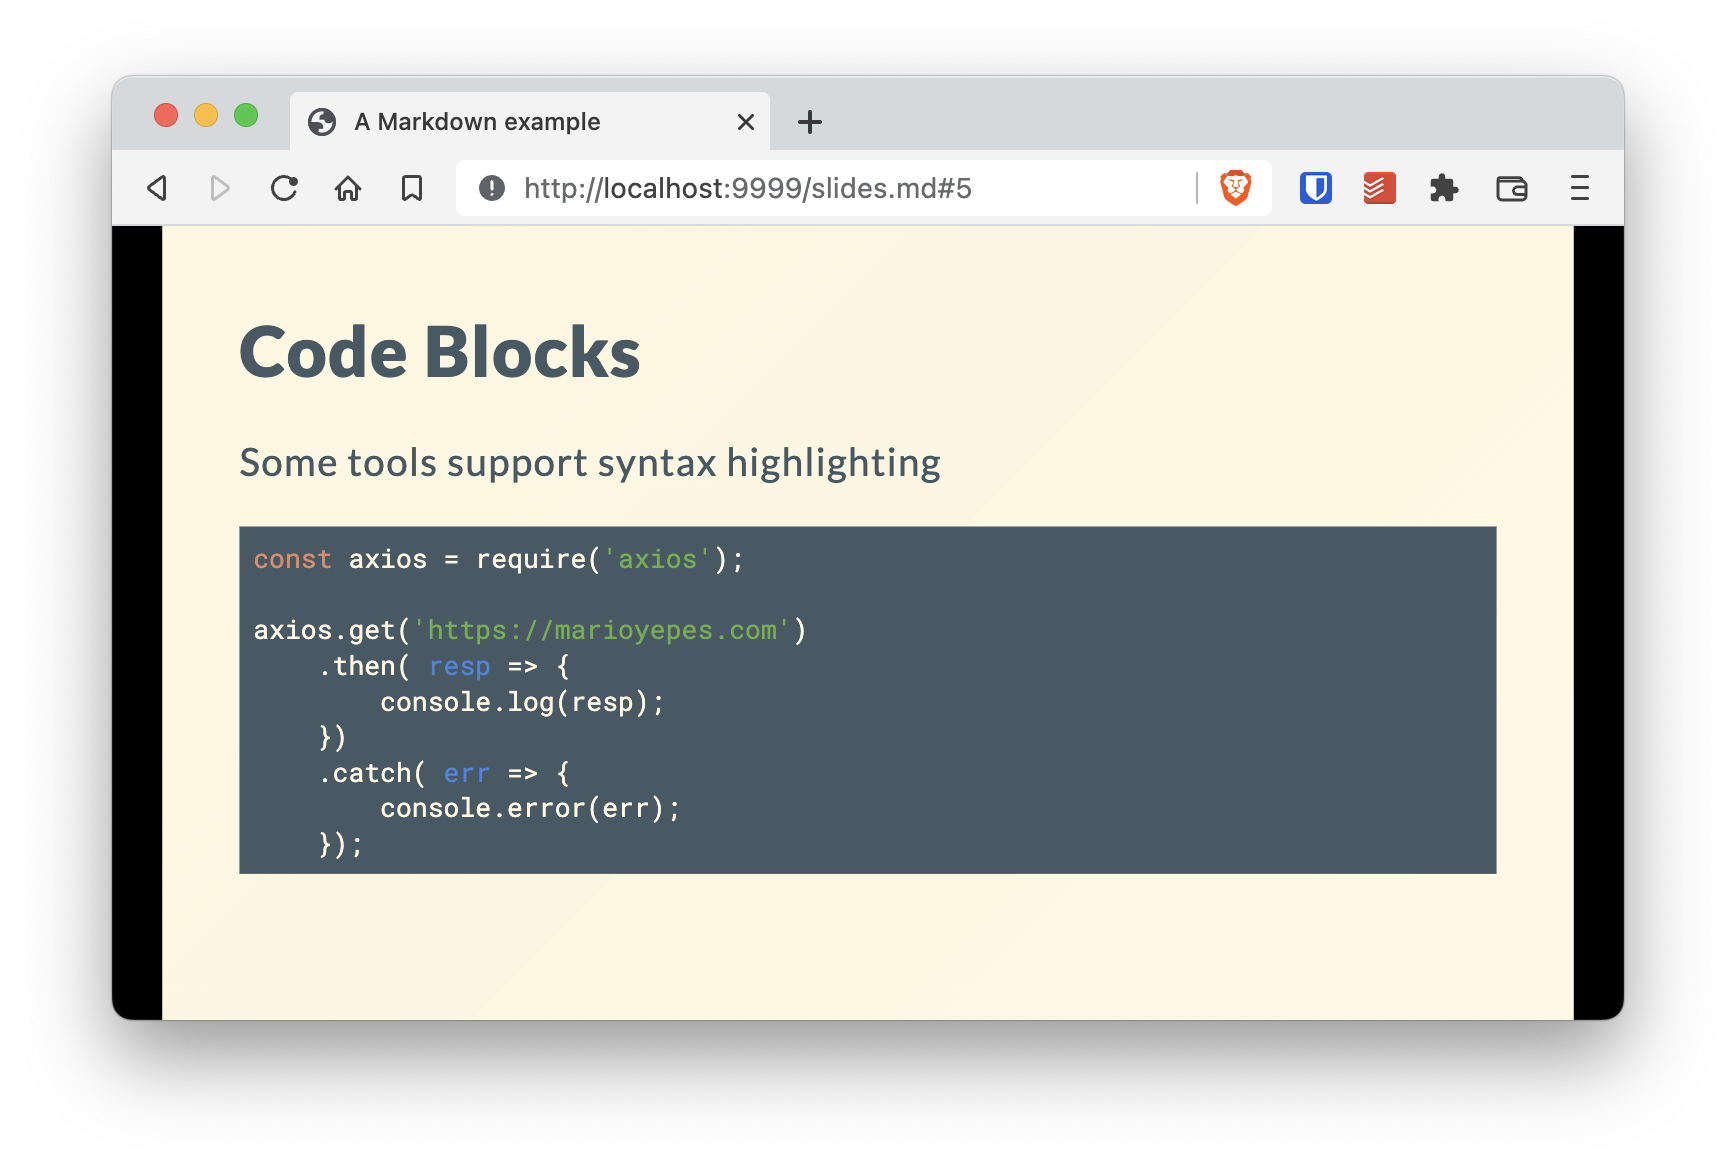 A Markdown example
http://localhost:9999/slides.md#5
Code Blocks
Some tools support syntax highlighting
const axios = require('axios');
axios.get('https://marioyepes.com')
    .then( resp => {
        console.log(resp);
    })
    .catch( err => {
        console.error(err);
    });